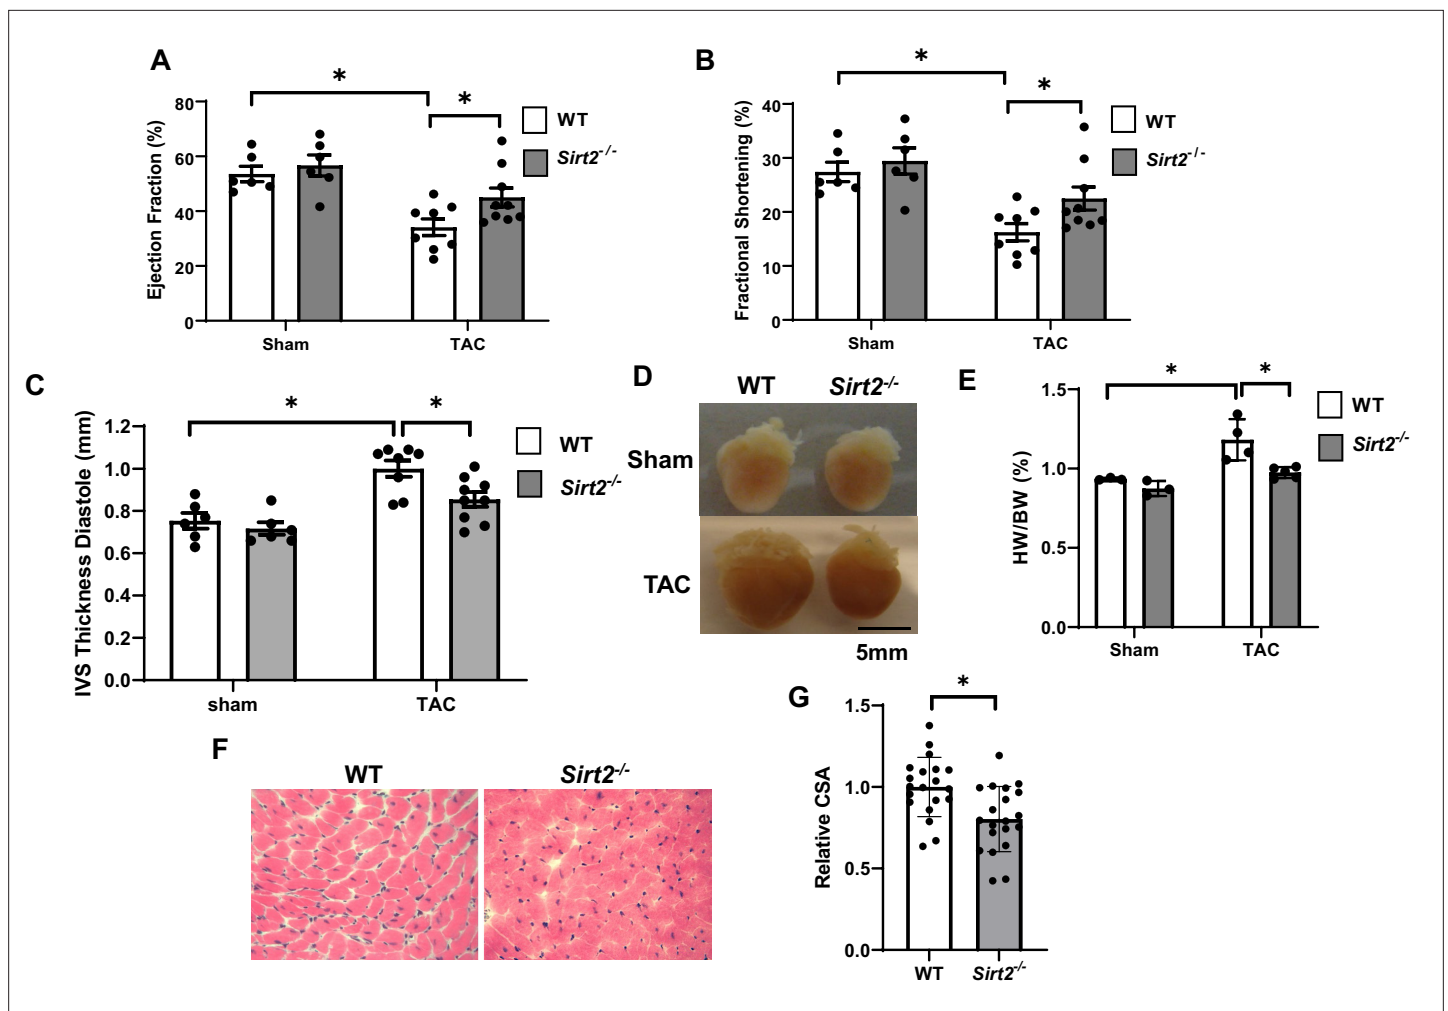 A
*
*
WT
Sirt2-/-
Ejection Fraction (%)
80
60
40
20
0
Sham
TAC
B
*
*
WT
Sirt2-/-
Fractional Shortening (%)
40
30
20
10
0
Sham
TAC
C
*
*
WT
Sirt2-/-
IVS Thickness Diastole (mm)
1.2
1.0
0.8
0.6
0.4
0.2
0.0
sham
TAC
D
WT
Sirt2-/-
Sham
TAC
5mm
E
*
*
WT
Sirt2-/-
HW/BW (%)
1.5
1.0
0.5
0.0
Sham
TAC
F
WT
Sirt2-/-
G
*
Relative CSA
1.5
1.0
0.5
0.0
WT
Sirt2-/-